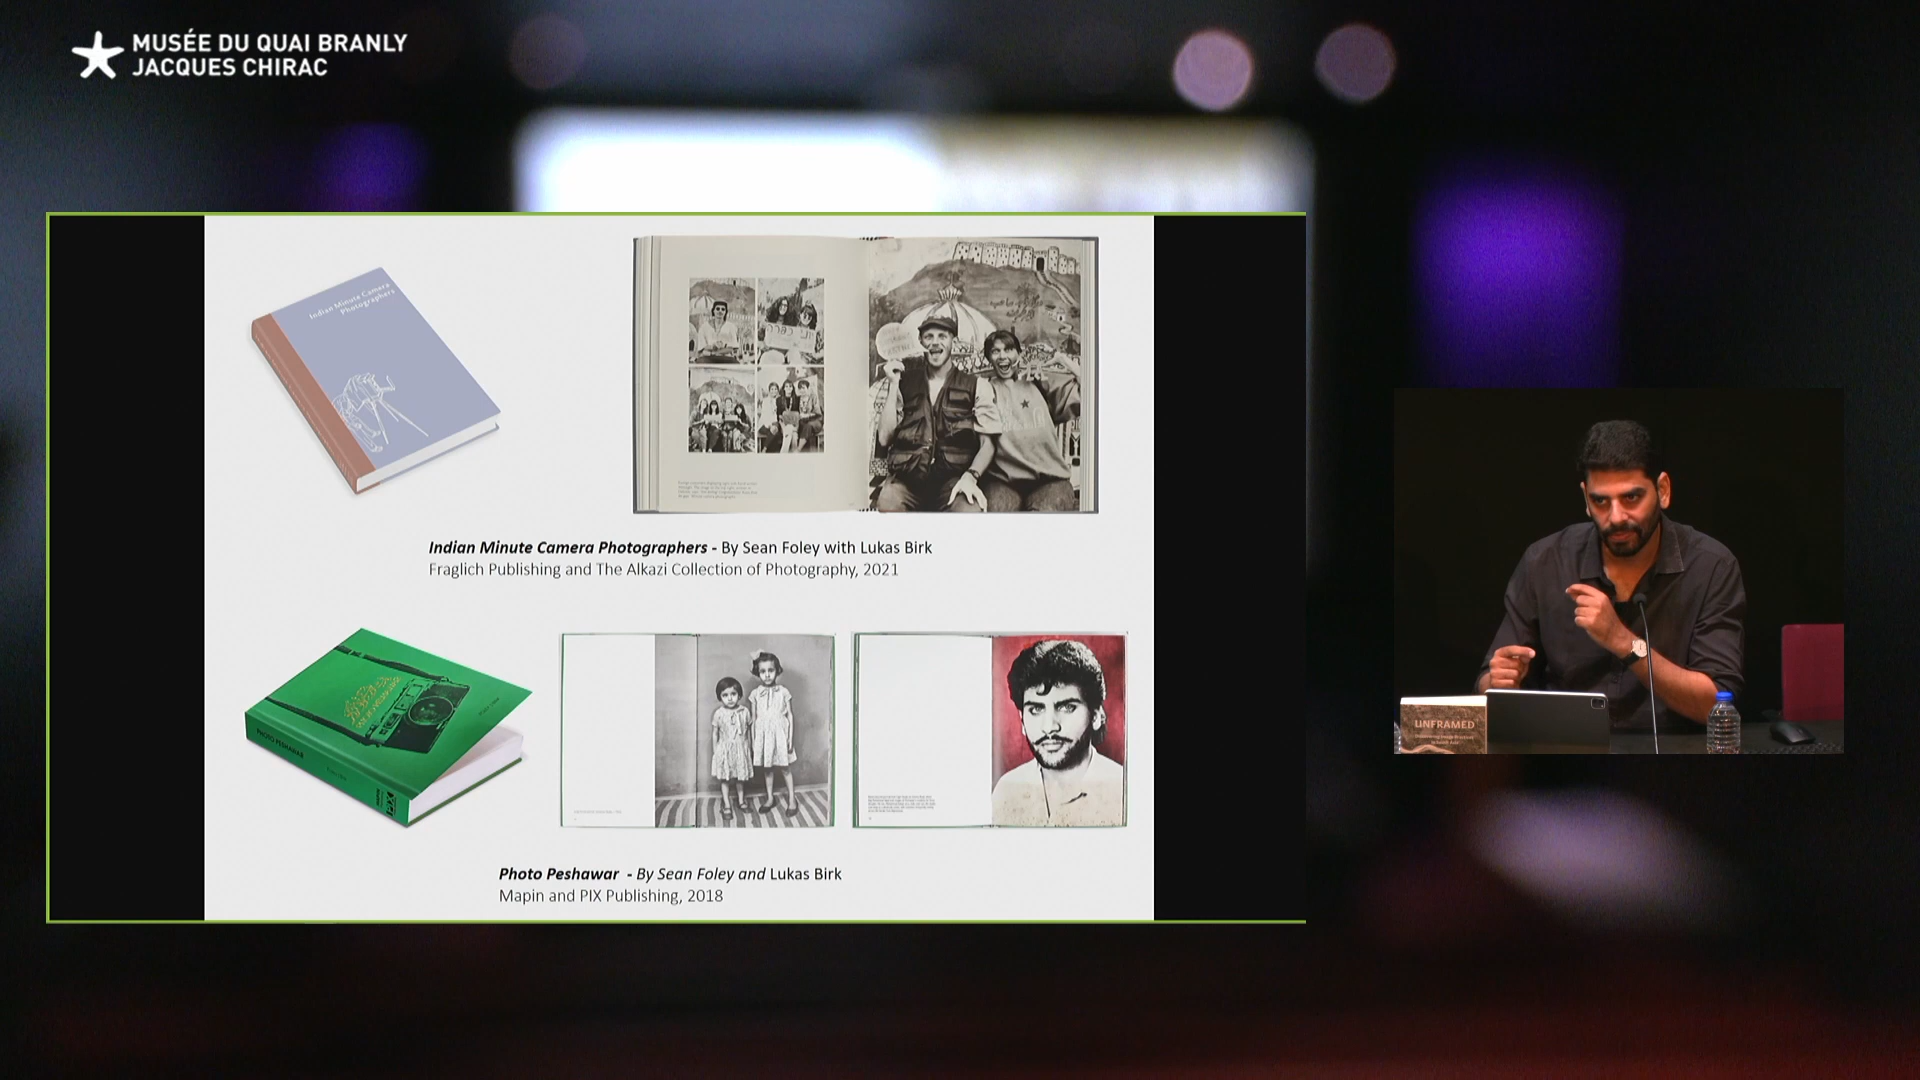 MUSÉE DU QUAI BRANLY
JACQUES CHIRAC
Indian Minute Camera
Photographers
Indian Minute Camera Photographers - By Sean Foley with Lukas Birk
Fraglich Publishing and The Alkazi Collection of Photography, 2021
PHOTO PESHAWAR
PIX
Photo Peshawar - By Sean Foley and Lukas Birk
Mapin and PIX Publishing, 2018
UNFRAMED